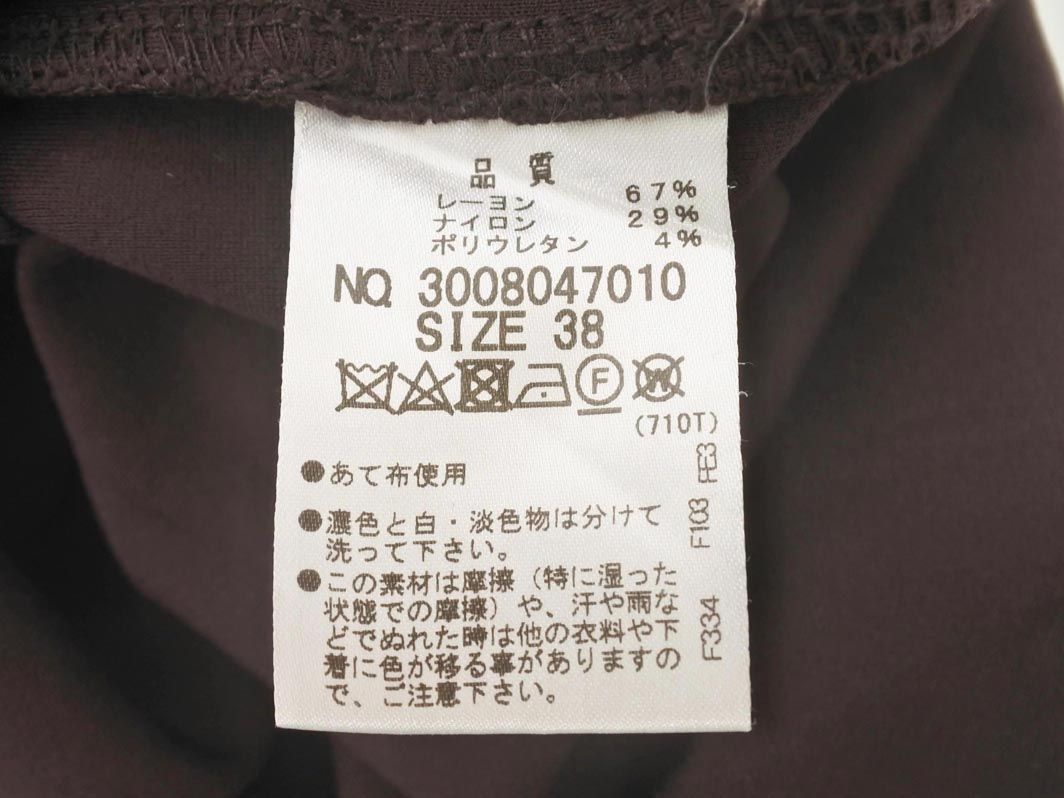 品質
レーヨン 67%
ナイロン 29%
ポリウレタン 4%
NO. 3008047010
SIZE 38
F W
(710T)
●あて布使用
●濃色と白・淡色物は分けて
洗って下さい。
●この素材は摩擦（特に湿った
状態での摩擦）や、汗や雨な
どでぬれた時は他の衣料や下
着に色が移る事がありますの
で、ご注意下さい。
FE3
F103
F334